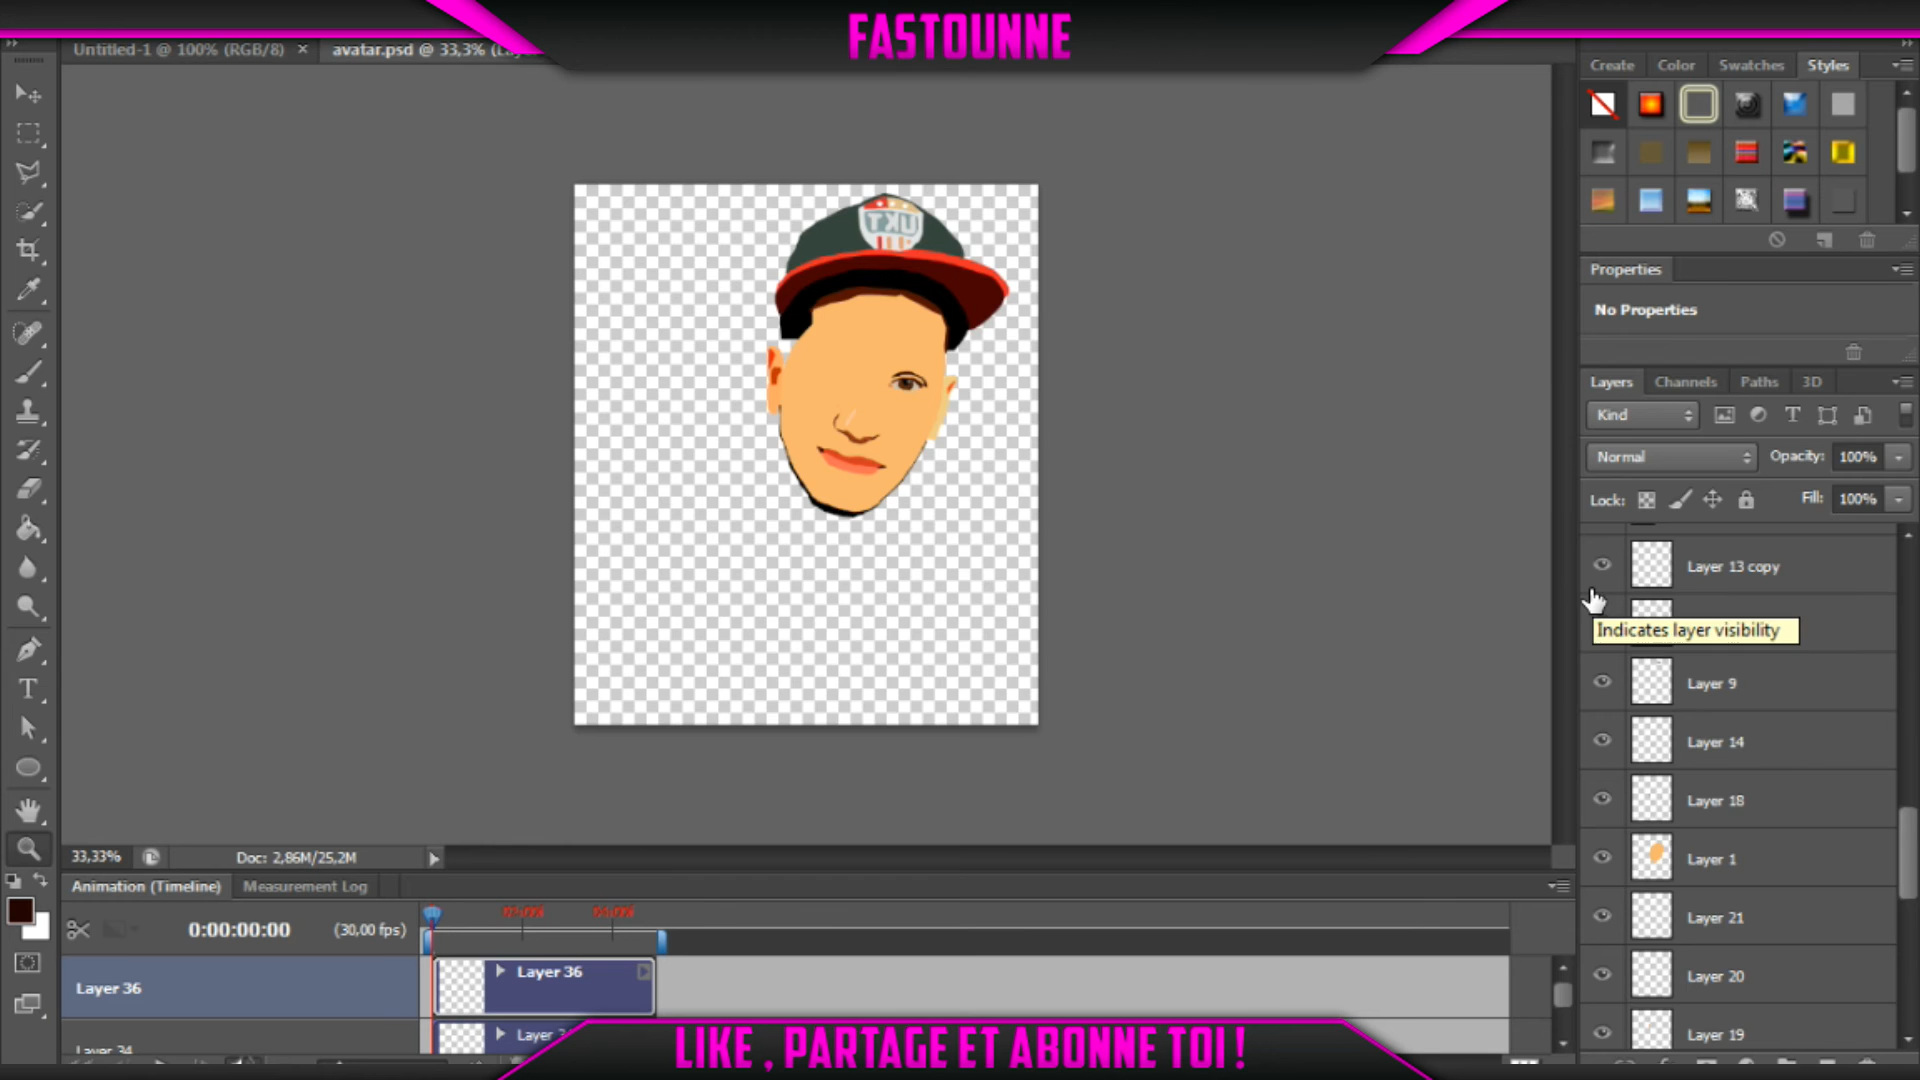 FASTOUNNE
Untitled-1 @ 100% (RGB/8) ×
avatar.psd @ 33,3%
Create Color Swatches Styles
Properties
No Properties
Layers Channels Paths 3D
Kind
Normal Opacity: 100%
Lock: Fill: 100%
Layer 13 copy
Indicates layer visibility
Layer 9
Layer 14
Layer 18
Layer 1
Layer 21
Layer 20
Layer 19
33,33% Doc: 2,86M/25,2M
Animation (Timeline) Measurement Log
0:00:00:00 (30,00 fps)
Layer 36
Layer 36
Layer 34
LIKE , PARTAGE ET ABONNE TOI !